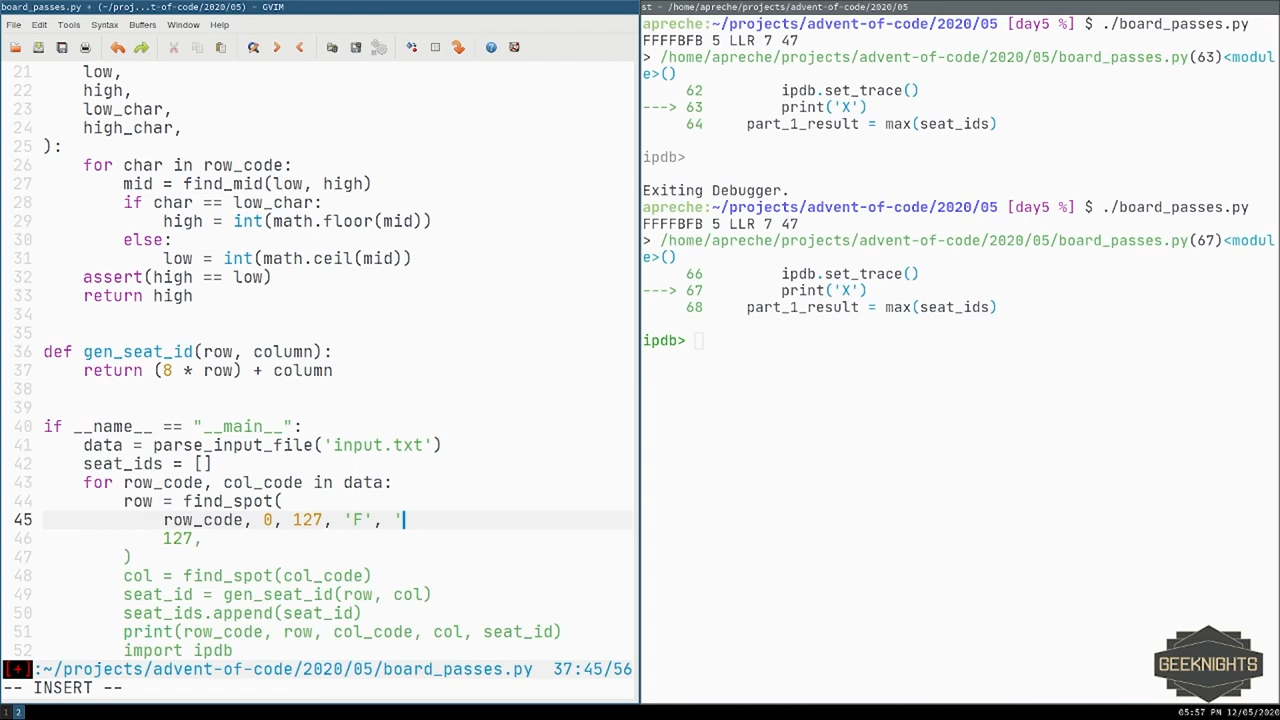 board_passes.py + (~/proj...t-of-code/2020/05) - GVIM
File Edit Tools Syntax Buffers Window Help
21 low,
22 high,
23 low_char,
24 high_char,
25 ):
26 for char in row_code:
27 mid = find_mid(low, high)
28 if char == low_char:
29 high = int(math.floor(mid))
30 else:
31 low = int(math.ceil(mid))
32 assert(high == low)
33 return high
34
35
36 def gen_seat_id(row, column):
37 return (8 * row) + column
38
39
40 if __name__ == "__main__":
41 data = parse_input_file('input.txt')
42 seat_ids = []
43 for row_code, col_code in data:
44 row = find_spot(
45 row_code, 0, 127, 'F', '
46 127,
47 )
48 col = find_spot(col_code)
49 seat_id = gen_seat_id(row, col)
50 seat_ids.append(seat_id)
51 print(row_code, row, col_code, col, seat_id)
52 import ipdb
[+]:~/projects/advent-of-code/2020/05/board_passes.py 37:45/56
-- INSERT --
st - /home/apreche/projects/advent-of-code/2020/05
apreche:~/projects/advent-of-code/2020/05 [day5 %] $ ./board_passes.py
FFFFBFB 5 LLR 7 47
> /home/apreche/projects/advent-of-code/2020/05/board_passes.py(63)<modul
e>()
62 ipdb.set_trace()
---> 63 print('X')
64 part_1_result = max(seat_ids)
ipdb>
Exiting Debugger.
apreche:~/projects/advent-of-code/2020/05 [day5 %] $ ./board_passes.py
FFFFBFB 5 LLR 7 47
> /home/apreche/projects/advent-of-code/2020/05/board_passes.py(67)<modul
e>()
66 ipdb.set_trace()
---> 67 print('X')
68 part_1_result = max(seat_ids)
ipdb>
GEEKNIGHTS
1 2
05:57 PM 12/05/2020